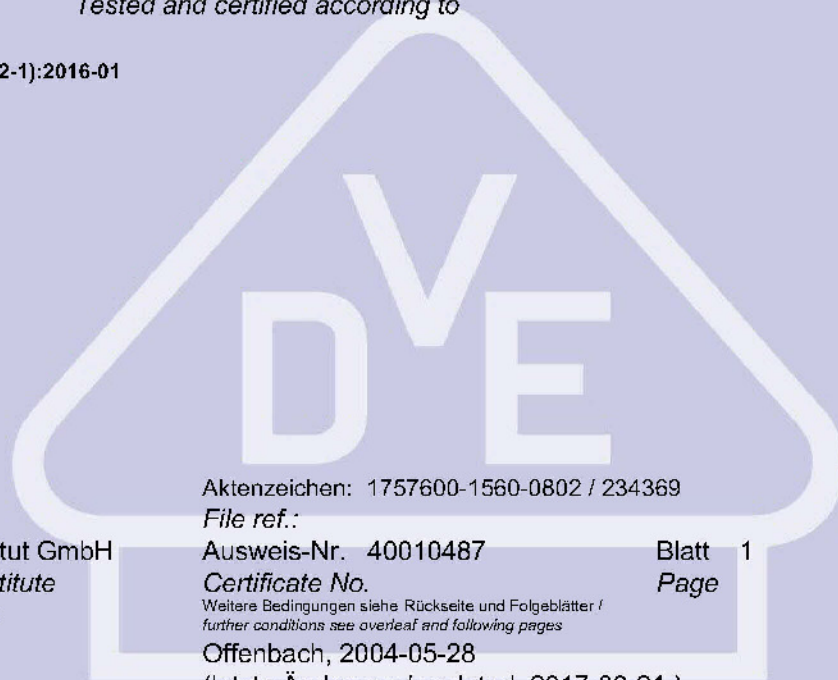 Tested and certified according to
2-1):2016-01
VDE
Aktenzeichen: 1757600-1560-0802 / 234369
File ref.:
tut GmbH Ausweis-Nr. 40010487 Blatt 1
titute Certificate No. Page
Weitere Bedingungen siehe Rückseite und Folgeblätter /
further conditions see overleaf and following pages
Offenbach, 2004-05-28